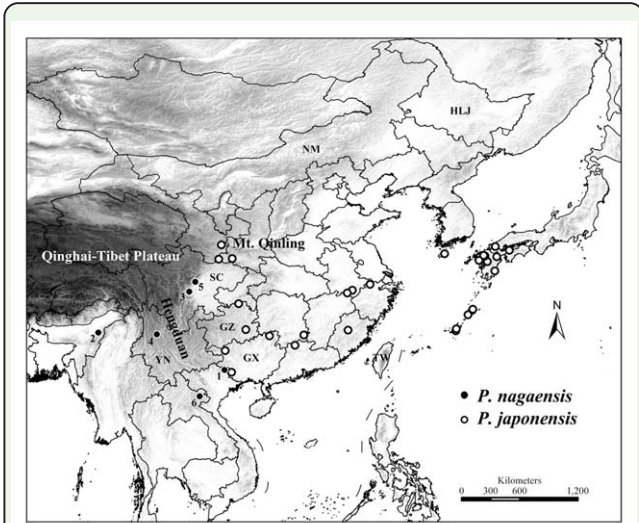 HLJ
NM
Mt. Qinling
Qinghai-Tibet Plateau
SC
5
3
Hengduan
2
4
GZ
YN
GX
TW
1
6
N
P. nagaensis
P. japonensis
Kilometers
0 300 600 1,200